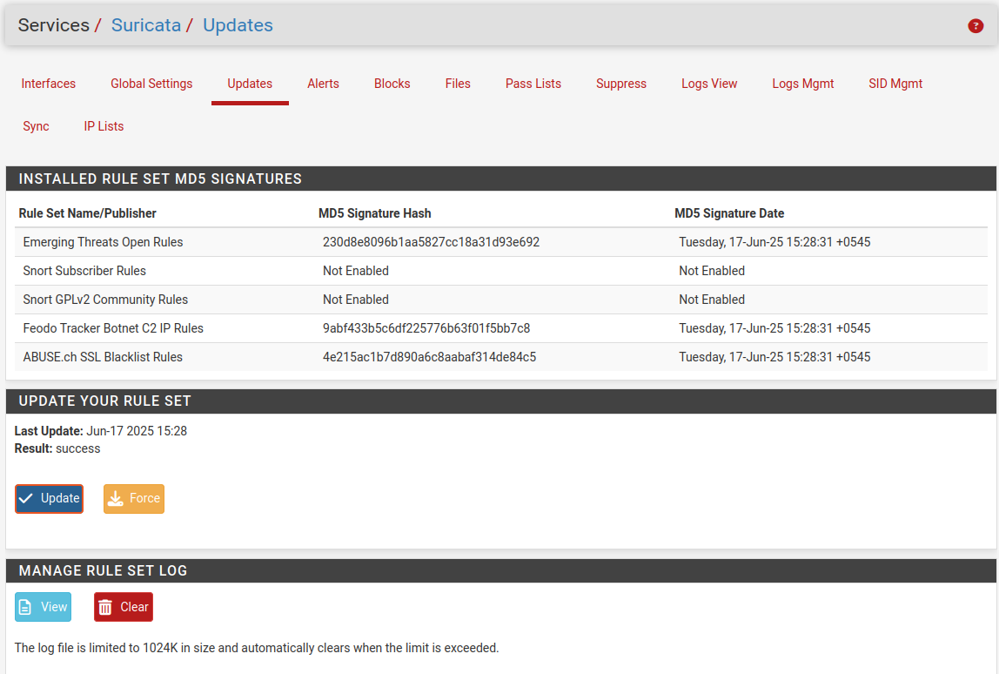 Services / Suricata / Updates
Interfaces Global Settings Updates Alerts Blocks Files Pass Lists Suppress Logs View Logs Mgmt SID Mgmt
Sync IP Lists
INSTALLED RULE SET MD5 SIGNATURES
Rule Set Name/Publisher MD5 Signature Hash MD5 Signature Date
Emerging Threats Open Rules 230d8e8096b1aa5827cc18a31d93e692 Tuesday, 17-Jun-25 15:28:31 +0545
Snort Subscriber Rules Not Enabled Not Enabled
Snort GPLv2 Community Rules Not Enabled Not Enabled
Feodo Tracker Botnet C2 IP Rules 9abf433b5c6df225776b63f01f5bb7c8 Tuesday, 17-Jun-25 15:28:31 +0545
ABUSE.ch SSL Blacklist Rules 4e215ac1b7d890a6c8aabaf314de84c5 Tuesday, 17-Jun-25 15:28:31 +0545
UPDATE YOUR RULE SET
Last Update: Jun-17 2025 15:28
Result: success
Update Force
MANAGE RULE SET LOG
View Clear
The log file is limited to 1024K in size and automatically clears when the limit is exceeded.